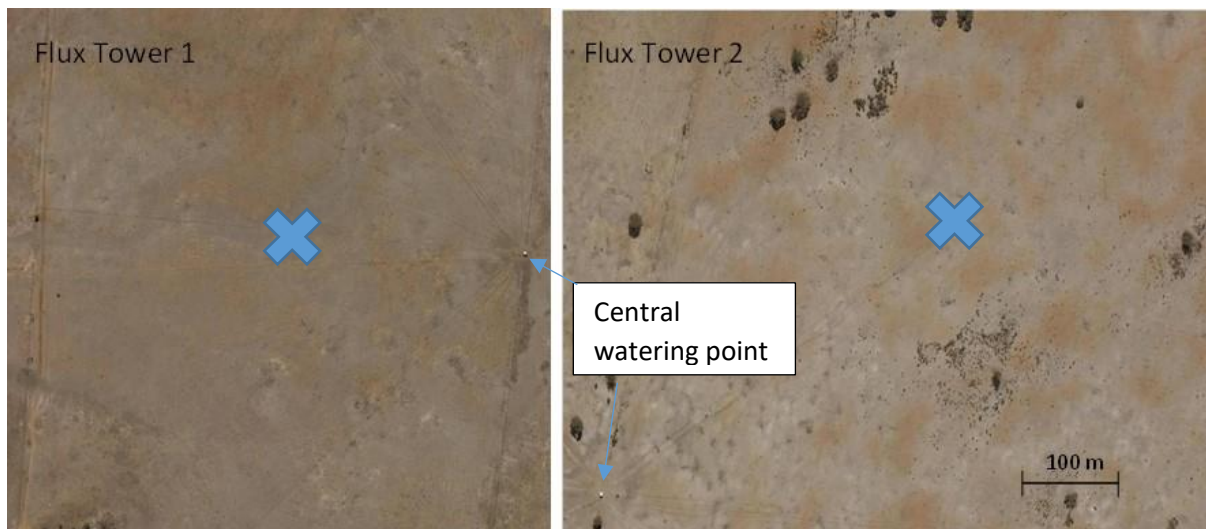 Flux Tower 1
Flux Tower 2
Central
watering point
100 m